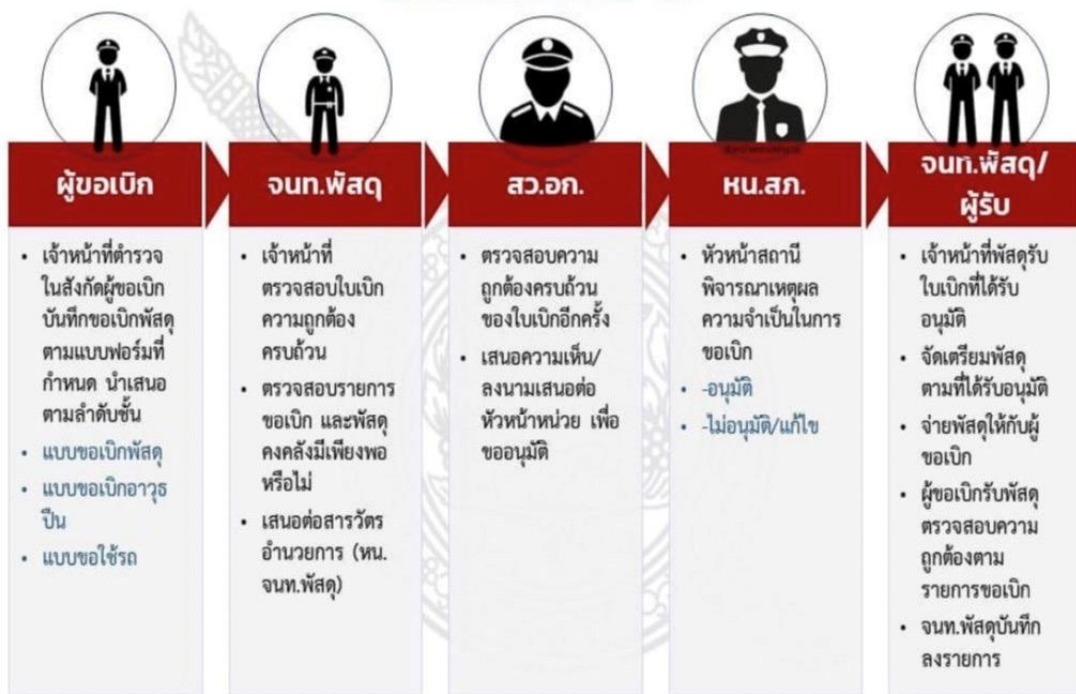 ผู้ขอเบิก
เจ้าหน้าที่ตำรวจ
ในสังกัดผู้ขอเบิก
บันทึกขอเบิกพัสดุ
ตามแบบฟอร์มที่
กำหนด นำเสนอ
ตามลำดับชั้น
แบบขอเบิกพัสดุ
แบบขอเบิกอาวุธ
ปืน
แบบขอใช้รถ
จนท.พัสดุ
เจ้าหน้าที่
ตรวจสอบใบเบิก
ความถูกต้อง
ครบถ้วน
ตรวจสอบรายการ
ขอเบิก และพัสดุ
คงคลังมีเพียงพอ
หรือไม่
เสนอต่อสารวัตร
อำนวยการ (หน.
จนท.พัสดุ)
สว.อก.
ตรวจสอบความ
ถูกต้องครบถ้วน
ของใบเบิกอีกครั้ง
เสนอความเห็น/
ลงนามเสนอต่อ
หัวหน้าหน่วย เพื่อ
ขออนุมัติ
หน.สภ.
หัวหน้าสถานี
พิจารณาเหตุผล
ความจำเป็นในการ
ขอเบิก
-อนุมัติ
-ไม่อนุมัติ/แก้ไข
จนท.พัสดุ/
ผู้รับ
เจ้าหน้าที่พัสดุรับ
ใบเบิกที่ได้รับ
อนุมัติ
จัดเตรียมพัสดุ
ตามที่ได้รับอนุมัติ
จ่ายพัสดุให้กับผู้
ขอเบิก
ผู้ขอเบิกรับพัสดุ
ตรวจสอบความ
ถูกต้องตาม
รายการขอเบิก
จนท.พัสดุบันทึก
ลงรายการ